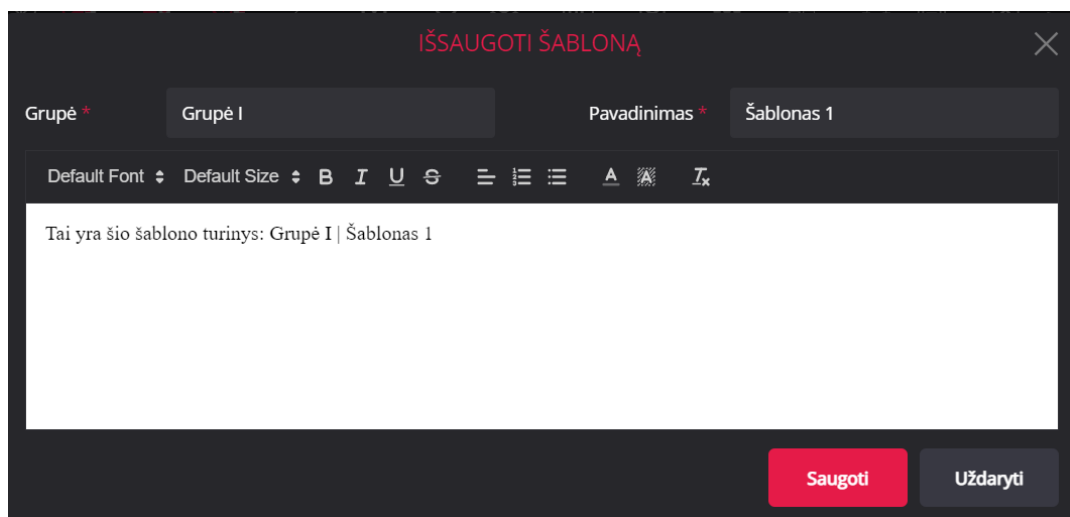 IŠSAUGOTI ŠABLONĄ
Grupė * Grupė I Pavadinimas * Šablonas 1
Default Font Default Size B I U S A A Tx
Tai yra šio šablono turinys: Grupė I | Šablonas 1
Saugoti Uždaryti